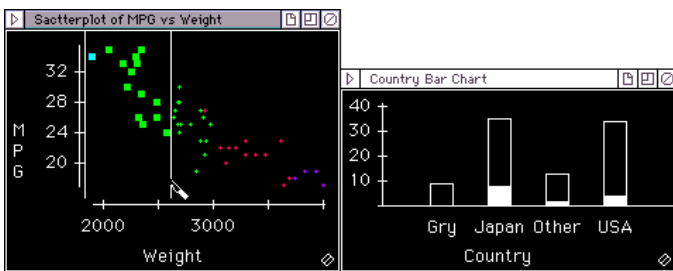 Sactterplot of MPG vs Weight
32
28
24
20
M
P
G
2000 3000
Weight
Country Bar Chart
40
30
20
10
Gry Japan Other USA
Country